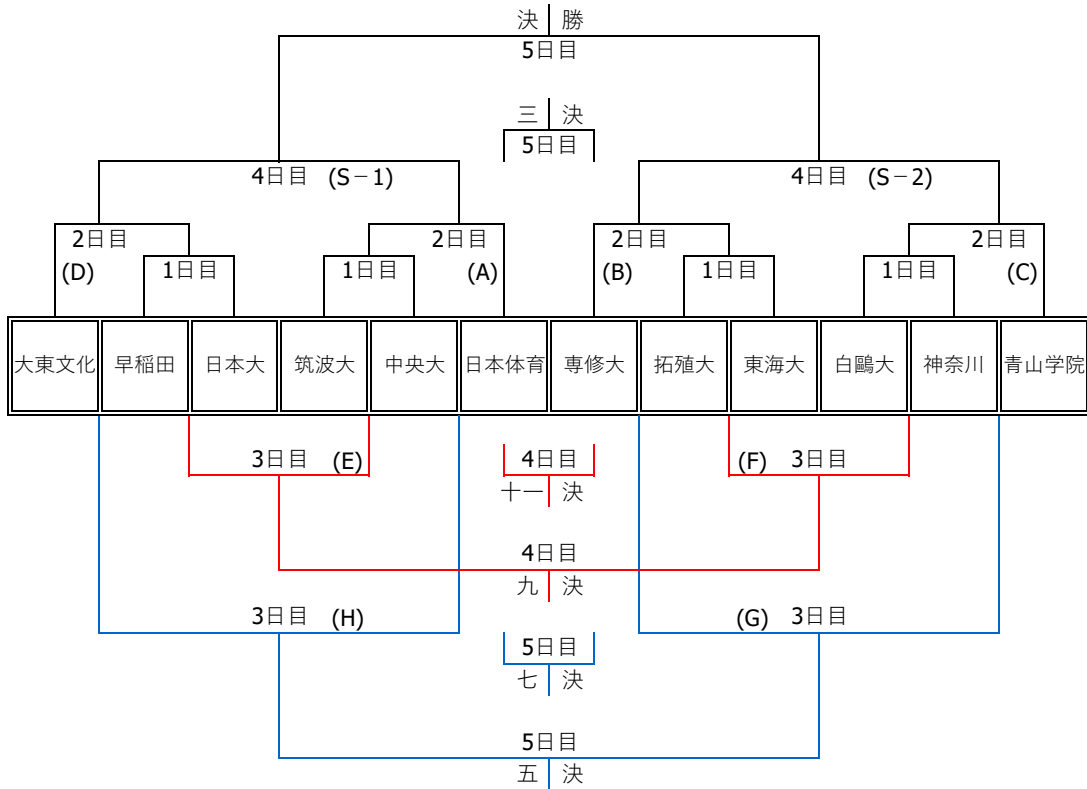 決 勝
5日目
三 決
5日目
4日目 (S－1) 4日目 (S－2)
2日目 2日目 2日目 2日目
(D) 1日目 1日目 (A) (B) 1日目 1日目 (C)
大東文化 早稲田 日本大 筑波大 中央大 日本体育 専修大 拓殖大 東海大 白鷗大 神奈川 青山学院
3日目 (E) 4日目 (F) 3日目
十一 決
4日目
九 決
3日目 (H) (G) 3日目
5日目
七 決
5日目
五 決